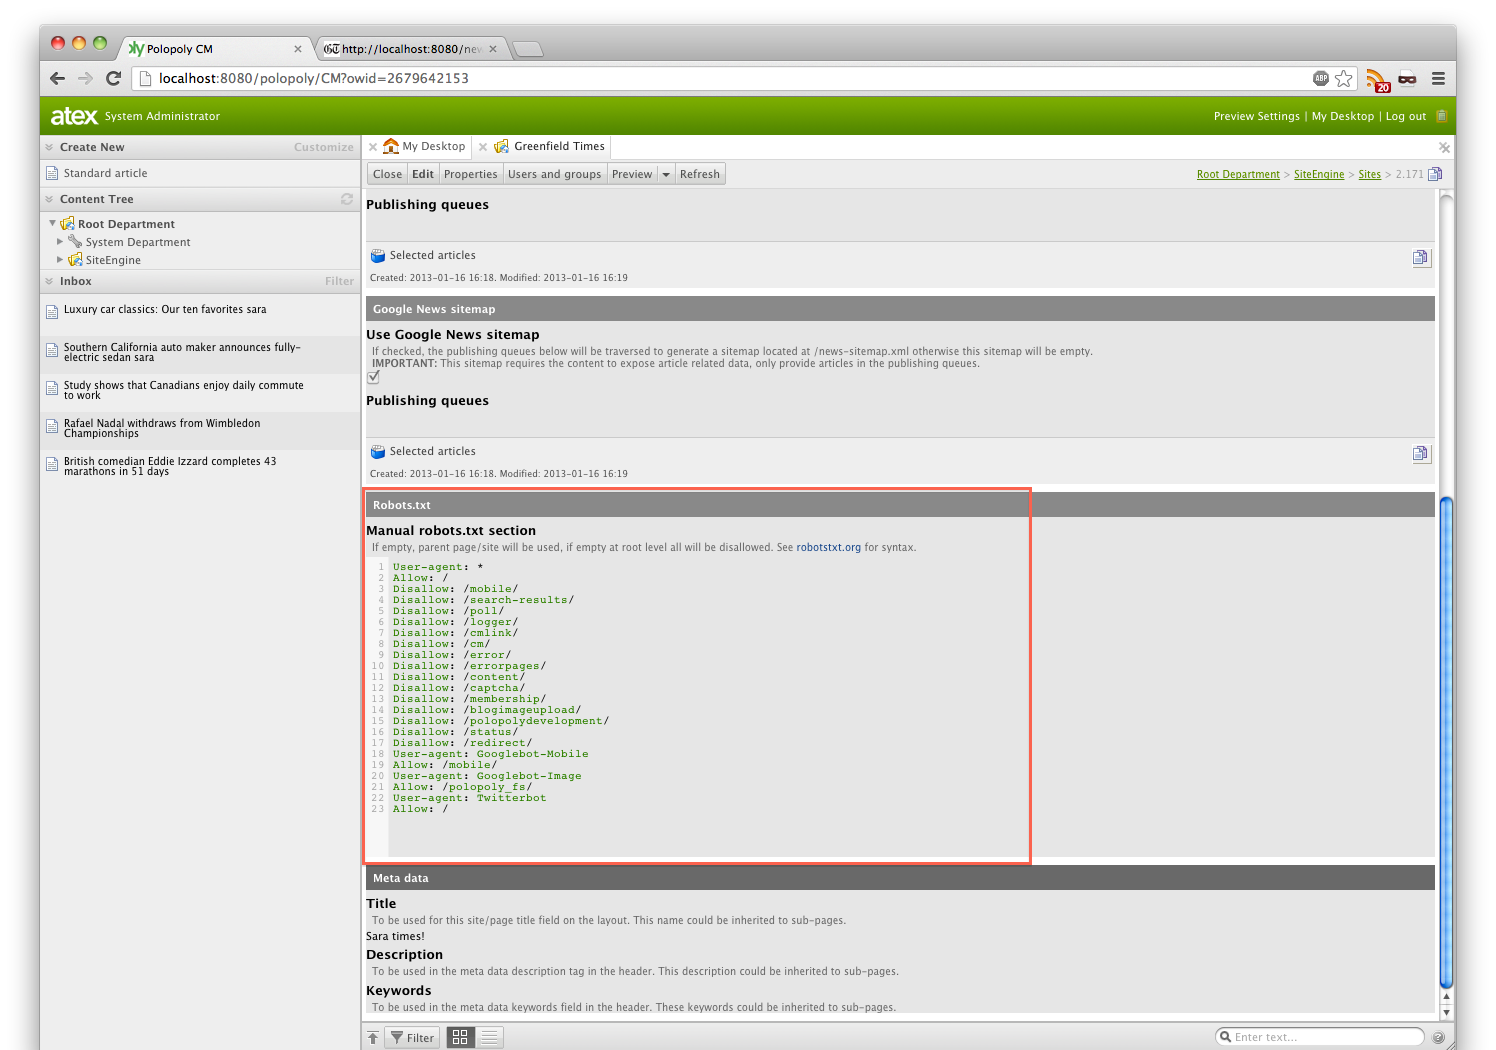 Polopoly CM
http://localhost:8080/nev
localhost:8080/polopoly/CM?owid=2679642153
ABP
20
atex System Administrator
Preview Settings | My Desktop | Log out
Create New Customize
Standard article
Content Tree
Root Department
System Department
SiteEngine
Inbox Filter
Luxury car classics: Our ten favorites sara
Southern California auto maker announces fully-
electric sedan sara
Study shows that Canadians enjoy daily commute
to work
Rafael Nadal withdraws from Wimbledon
Championships
British comedian Eddie Izzard completes 43
marathons in 51 days
My Desktop Greenfield Times
Close Edit Properties Users and groups Preview Refresh
Root Department > SiteEngine > Sites > 2.171
Publishing queues
Selected articles
Created: 2013-01-16 16:18. Modified: 2013-01-16 16:19
Google News sitemap
Use Google News sitemap
If checked, the publishing queues below will be traversed to generate a sitemap located at /news-sitemap.xml otherwise this sitemap will be empty.
IMPORTANT: This sitemap requires the content to expose article related data, only provide articles in the publishing queues.
Publishing queues
Selected articles
Created: 2013-01-16 16:18. Modified: 2013-01-16 16:19
Robots.txt
Manual robots.txt section
If empty, parent page/site will be used, if empty at root level all will be disallowed. See robotstxt.org for syntax.
1 User-agent: *
2 Allow: /
3 Disallow: /mobile/
4 Disallow: /search-results/
5 Disallow: /poll/
6 Disallow: /logger/
7 Disallow: /cmlink/
8 Disallow: /cm/
9 Disallow: /error/
10 Disallow: /errorpages/
11 Disallow: /content/
12 Disallow: /captcha/
13 Disallow: /membership/
14 Disallow: /blogimageupload/
15 Disallow: /polopolydevelopment/
16 Disallow: /status/
17 Disallow: /redirect/
18 User-agent: Googlebot-Mobile
19 Allow: /mobile/
20 User-agent: Googlebot-Image
21 Allow: /polopoly_fs/
22 User-agent: Twitterbot
23 Allow: /
Meta data
Title
To be used for this site/page title field on the layout. This name could be inherited to sub-pages.
Sara times!
Description
To be used in the meta data description tag in the header. This description could be inherited to sub-pages.
Keywords
To be used in the meta data keywords field in the header. These keywords could be inherited to sub-pages.
Filter
Enter text...